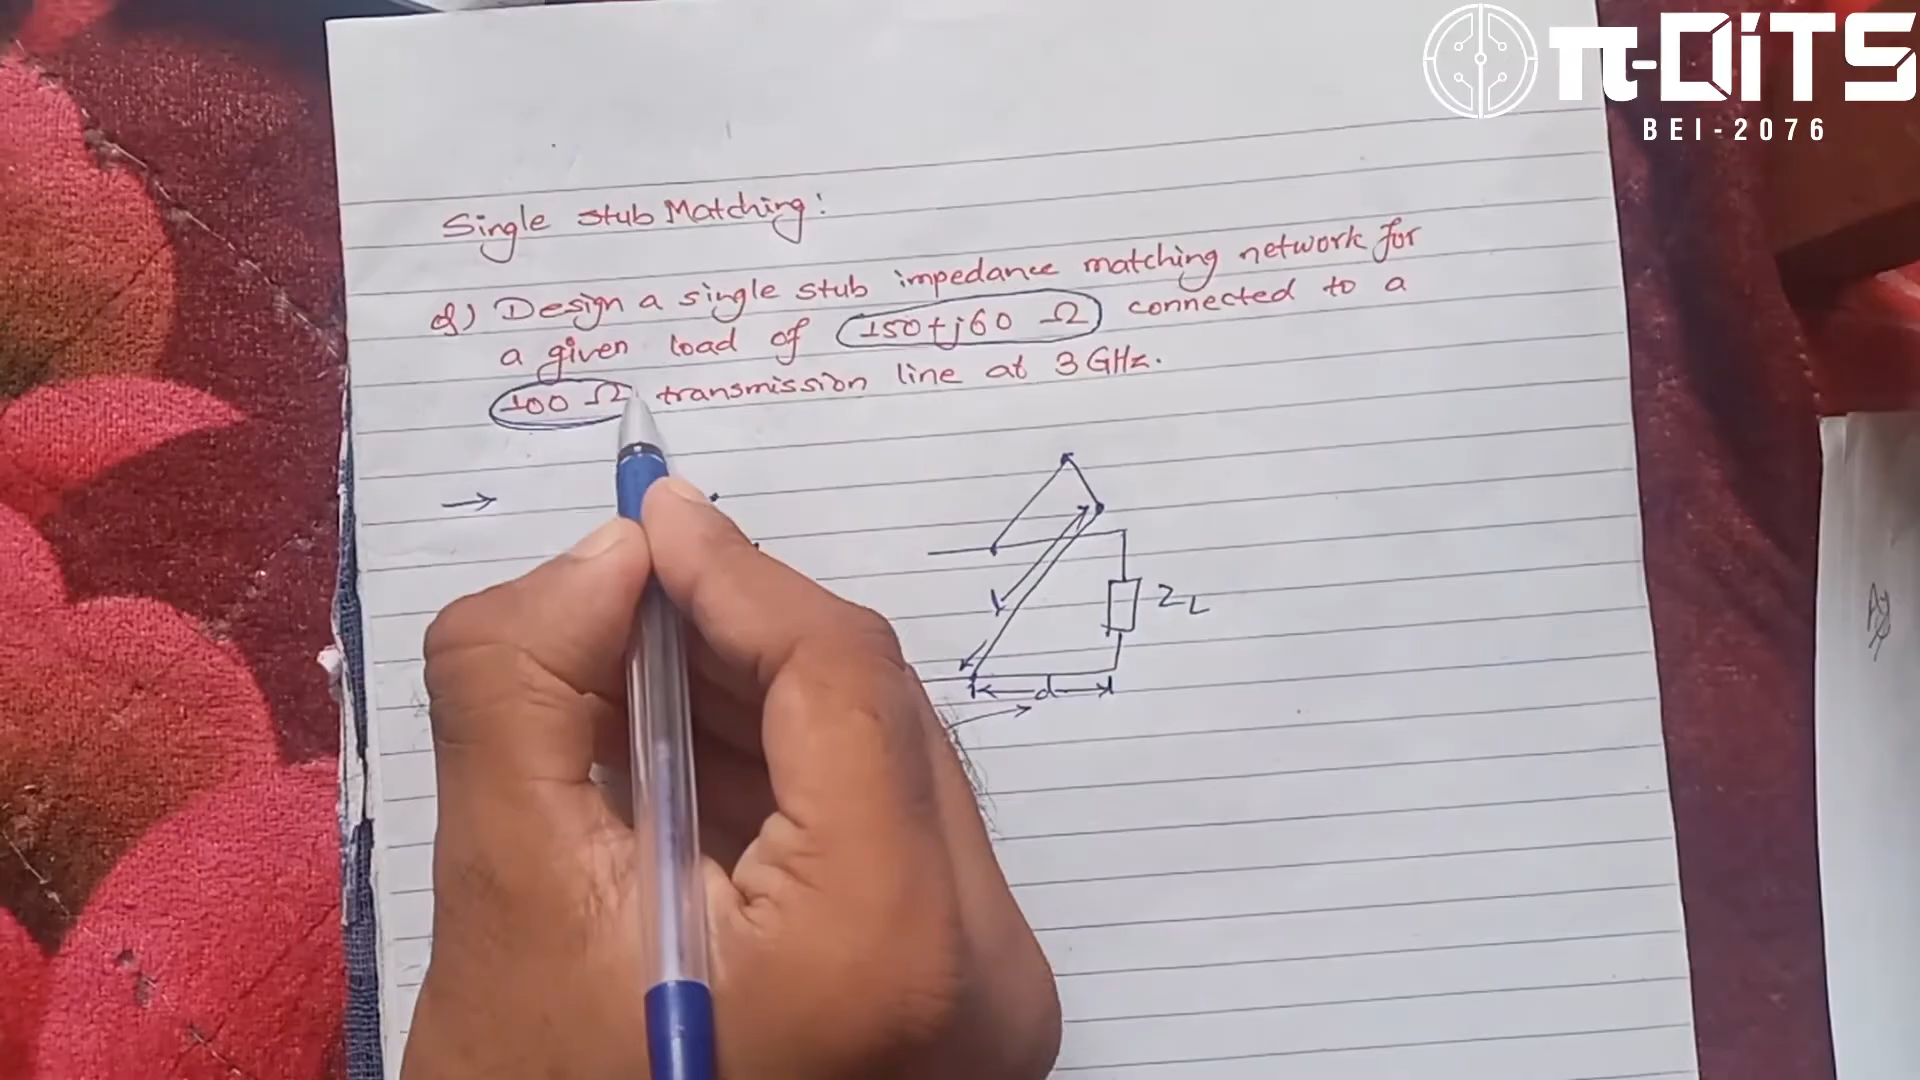 π-DiTS
BEI-2076
Single Stub Matching:
Q) Design a single stub impedance matching network for
a given load of 150+j60 Ω connected to a
100 Ω transmission line at 3 GHz.
ZL
d